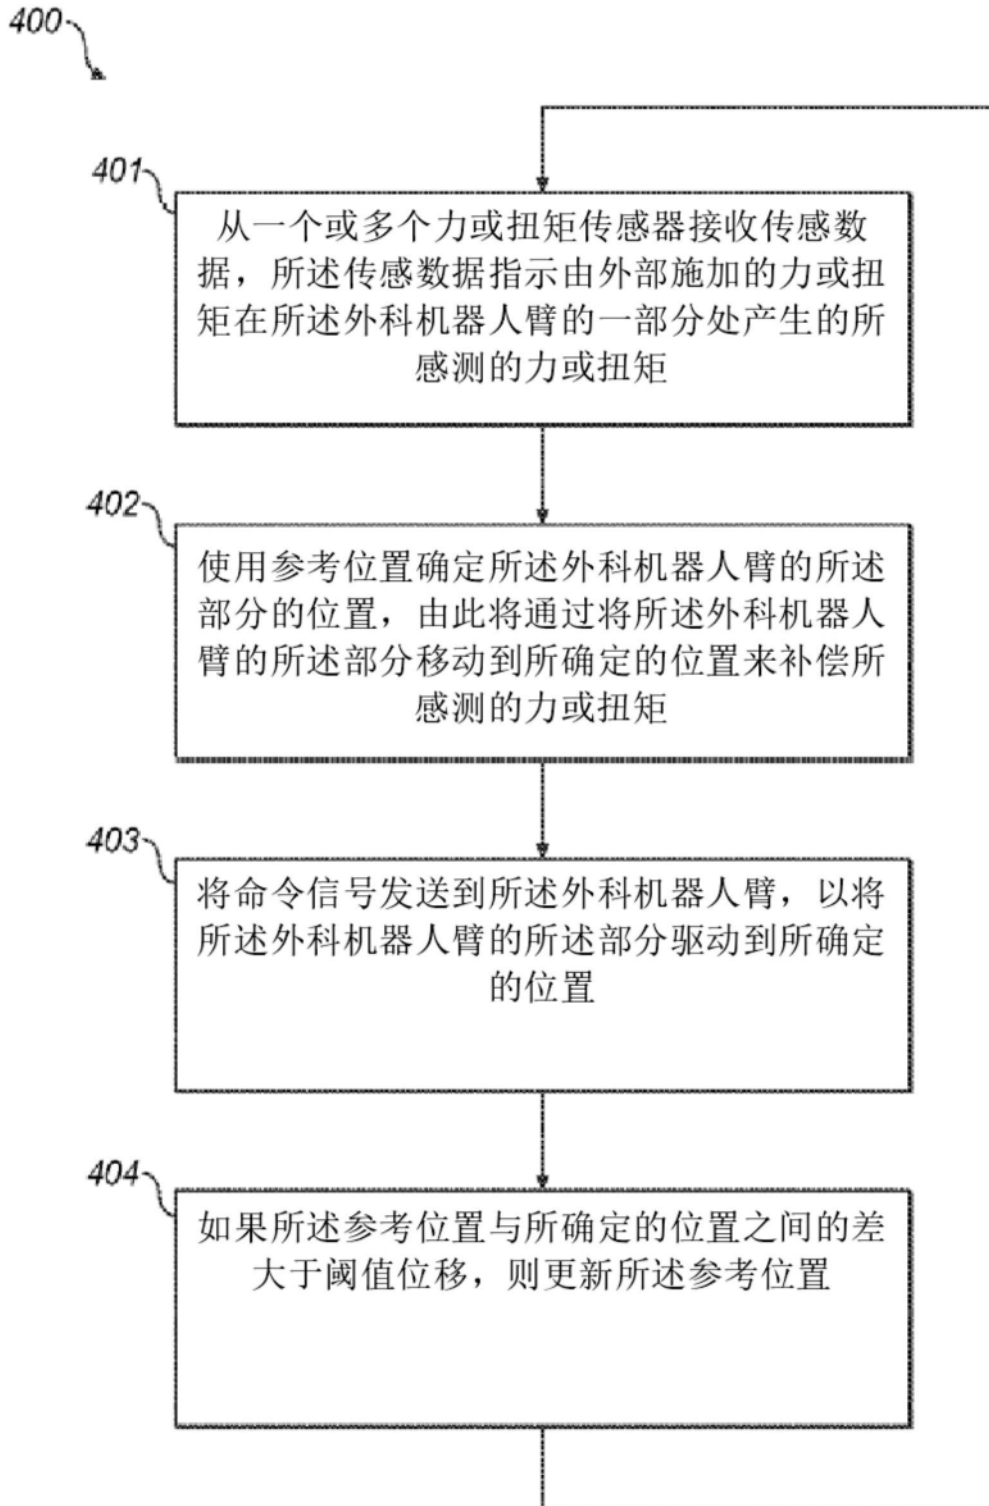 400
401
从一个或多个力或扭矩传感器接收传感数
据，所述传感数据指示由外部施加的力或扭
矩在所述外科机器人臂的一部分处产生的所
感测的力或扭矩
402
使用参考位置确定所述外科机器人臂的所述
部分的位置，由此将通过将所述外科机器人
臂的所述部分移动到所确定的位置来补偿所
感测的力或扭矩
403
将命令信号发送到所述外科机器人臂，以将
所述外科机器人臂的所述部分驱动到所确定
的位置
404
如果所述参考位置与所确定的位置之间的差
大于阈值位移，则更新所述参考位置